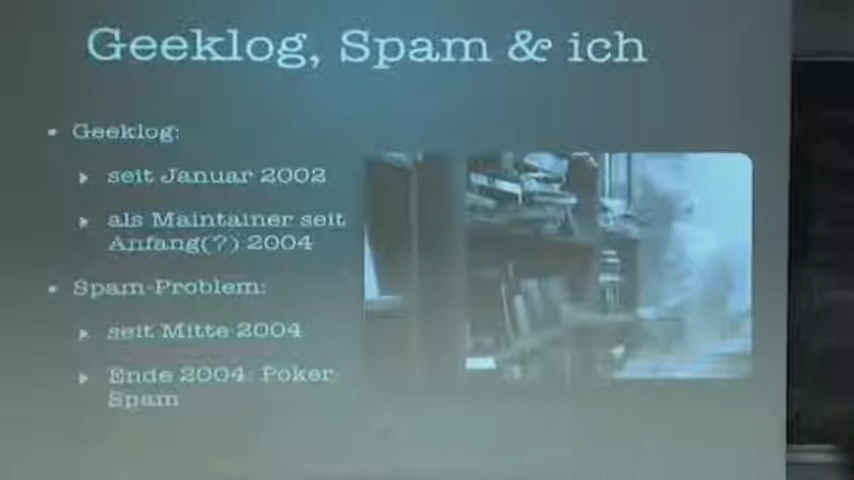 Geeklog, Spam & ich
Geeklog:
seit Januar 2002
als Maintainer seit
Anfang(?) 2004
Spam-Problem:
seit Mitte 2004
Ende 2004: Poker-
Spam